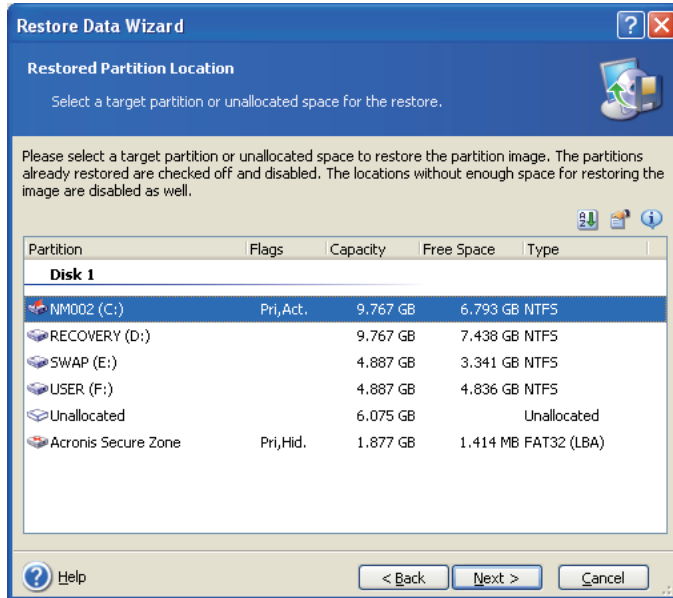 Restore Data Wizard
Restored Partition Location
Select a target partition or unallocated space for the restore.
Please select a target partition or unallocated space to restore the partition image. The partitions
already restored are checked off and disabled. The locations without enough space for restoring the
image are disabled as well.
Partition Flags Capacity Free Space Type
Disk 1
NM002 (C:) Pri,Act. 9.767 GB 6.793 GB NTFS
RECOVERY (D:) 9.767 GB 7.438 GB NTFS
SWAP (E:) 4.887 GB 3.341 GB NTFS
USER (F:) 4.887 GB 4.836 GB NTFS
Unallocated 6.075 GB Unallocated
Acronis Secure Zone Pri,Hid. 1.877 GB 1.414 MB FAT32 (LBA)
Help < Back Next > Cancel